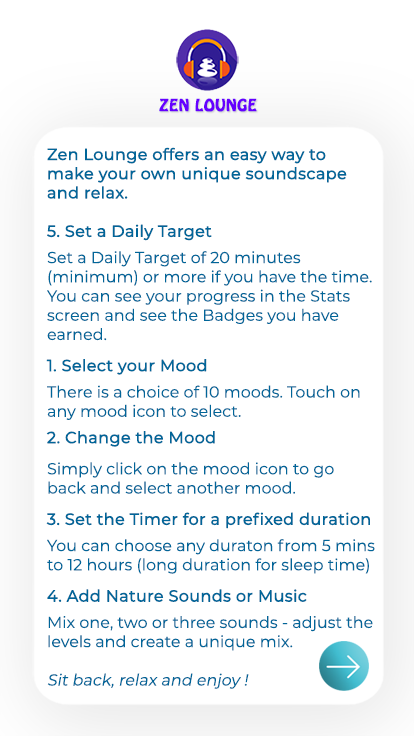 ZEN LOUNGE
Zen Lounge offers an easy way to
make your own unique soundscape
and relax.
5. Set a Daily Target
Set a Daily Target of 20 minutes
(minimum) or more if you have the time.
You can see your progress in the Stats
screen and see the Badges you have
earned.
1. Select your Mood
There is a choice of 10 moods. Touch on
any mood icon to select.
2. Change the Mood
Simply click on the mood icon to go
back and select another mood.
3. Set the Timer for a prefixed duration
You can choose any duraton from 5 mins
to 12 hours (long duration for sleep time)
4. Add Nature Sounds or Music
Mix one, two or three sounds - adjust the
levels and create a unique mix.
Sit back, relax and enjoy !